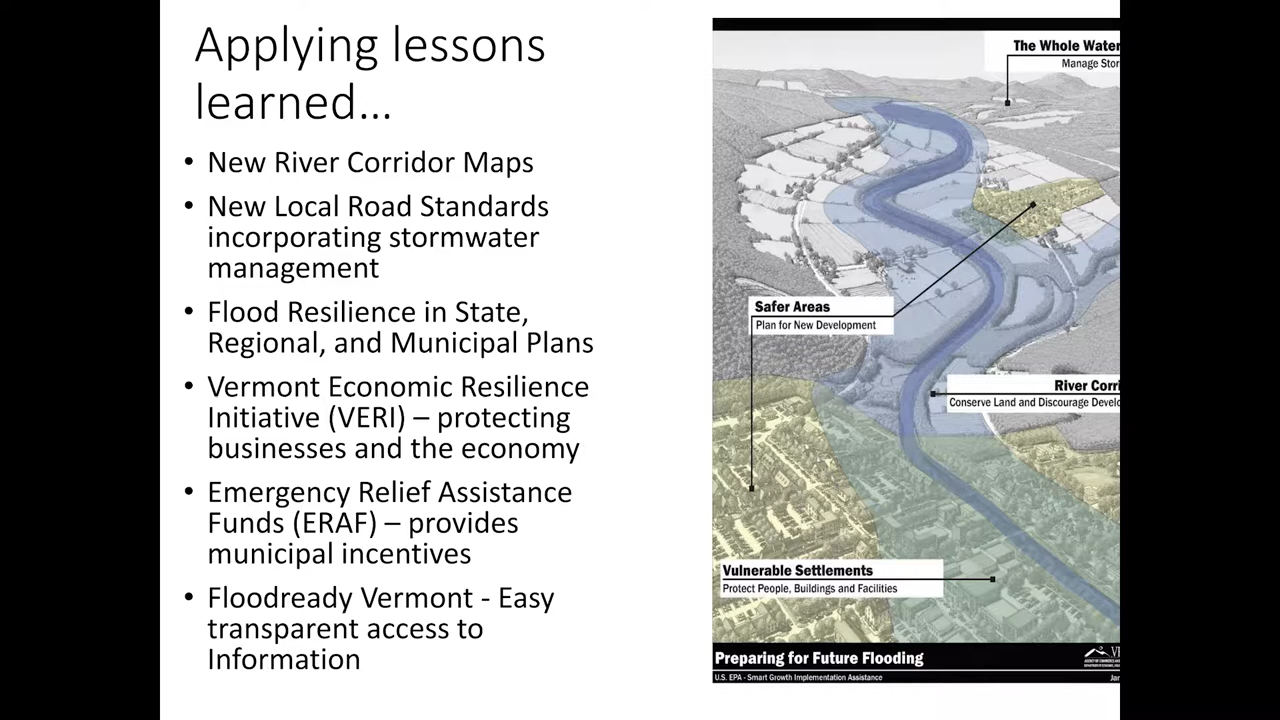 Applying lessons
learned...
• New River Corridor Maps
• New Local Road Standards
incorporating stormwater
management
• Flood Resilience in State,
Regional, and Municipal Plans
• Vermont Economic Resilience
Initiative (VERI) – protecting
businesses and the economy
• Emergency Relief Assistance
Funds (ERAF) – provides
municipal incentives
• Floodready Vermont - Easy
transparent access to
Information
The Whole Water
Manage Stor
Safer Areas
Plan for New Development
River Corri
Conserve Land and Discourage Develo
Vulnerable Settlements
Protect People, Buildings and Facilities
Preparing for Future Flooding
U.S. EPA - Smart Growth Implementation Assistance